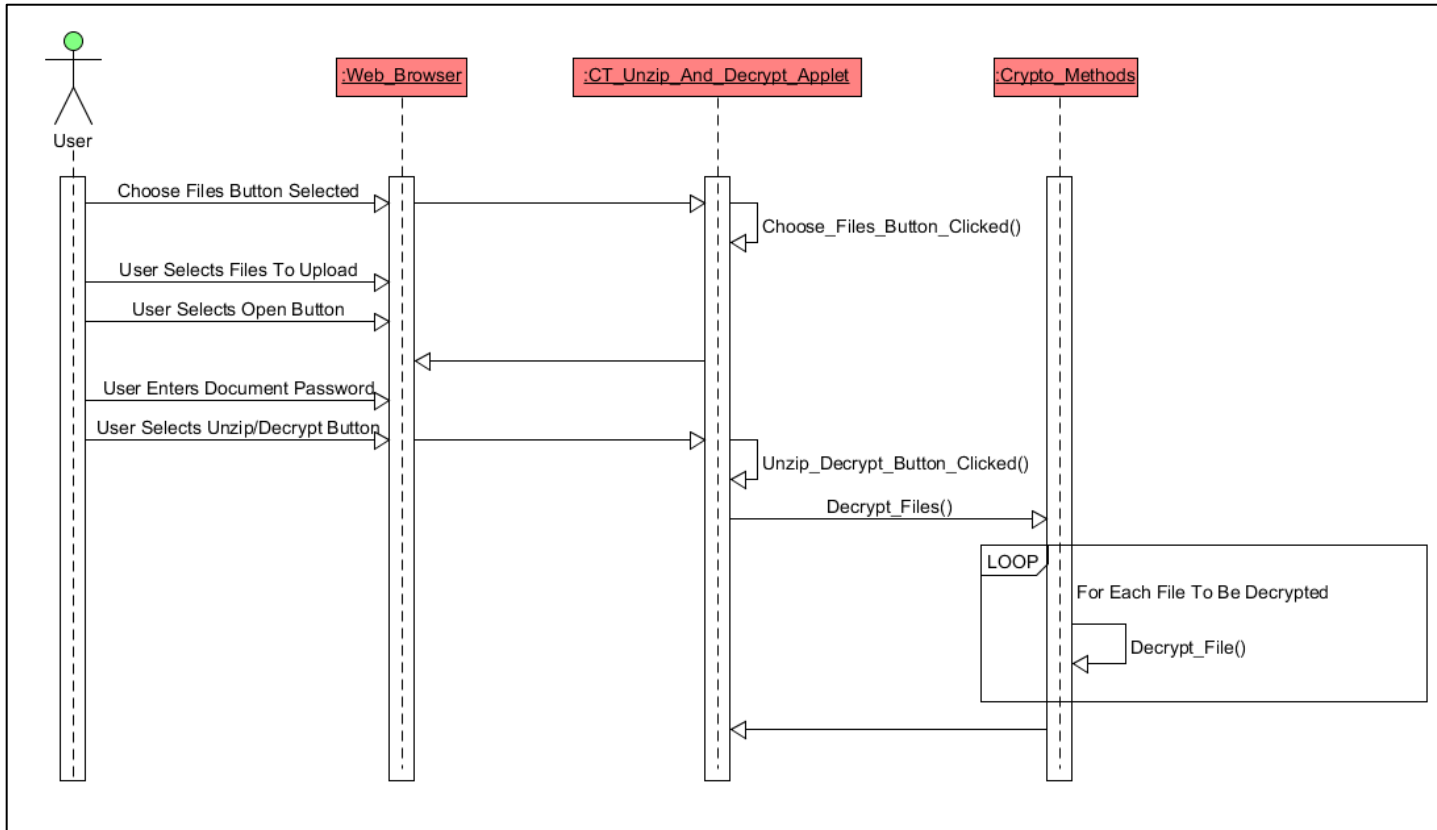 :Web_Browser
:CT_Unzip_And_Decrypt_Applet
:Crypto_Methods
User
Choose Files Button Selected
Choose_Files_Button_Clicked()
User Selects Files To Upload
User Selects Open Button
User Enters Document Password
User Selects Unzip/Decrypt Button
Unzip_Decrypt_Button_Clicked()
Decrypt_Files()
LOOP
For Each File To Be Decrypted
Decrypt_File()